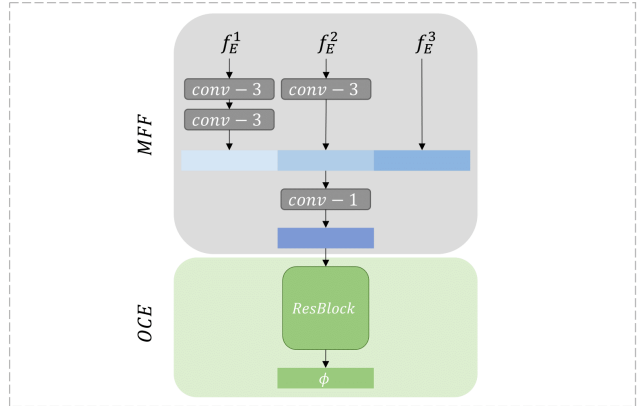 f_E^1 f_E^2 f_E^3
conv − 3 conv − 3
conv − 3
MFF
conv − 1
OCE
ResBlock
ϕ